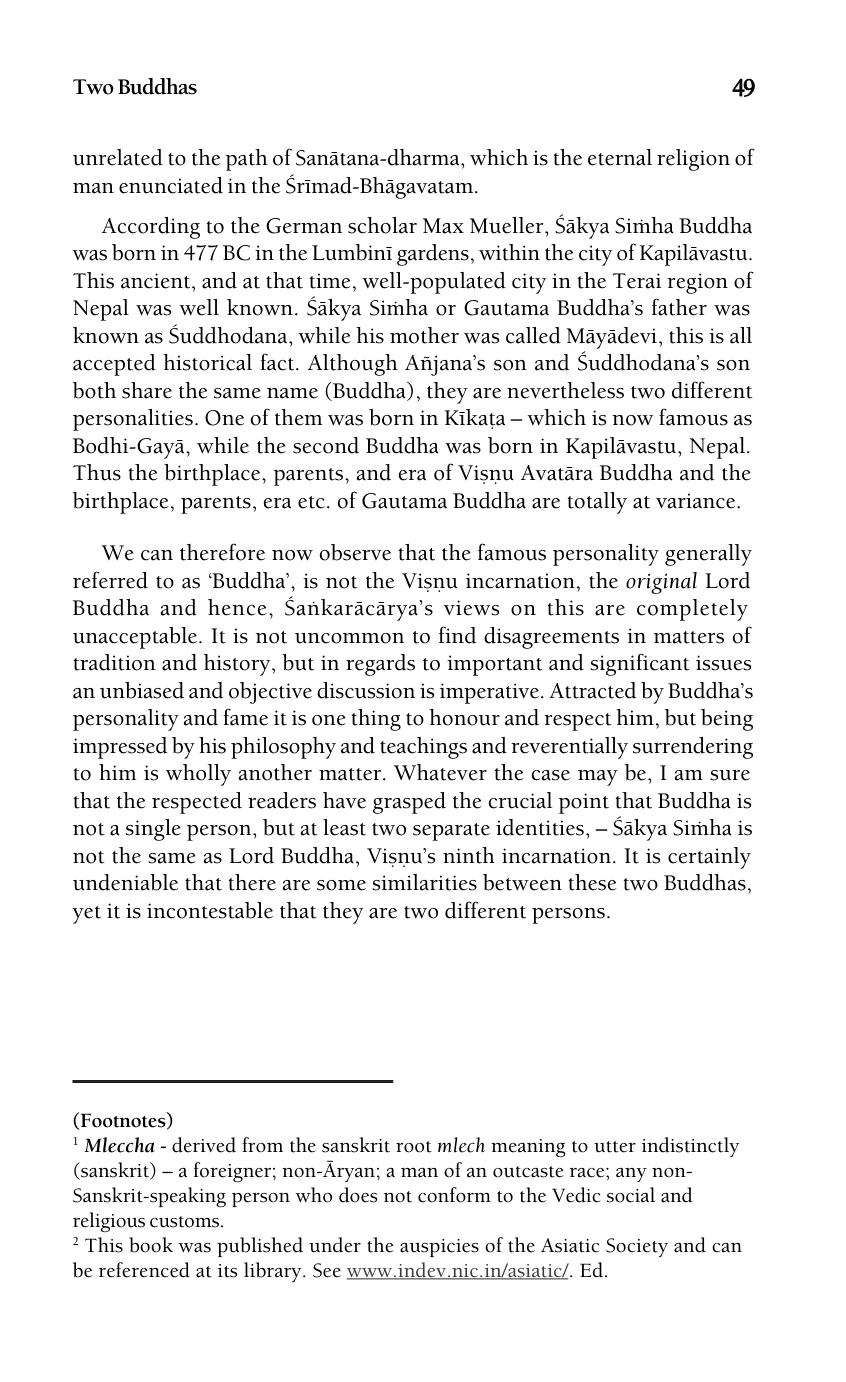 Two Buddhas 49
unrelated to the path of Sanātana-dharma, which is the eternal religion of
man enunciated in the Śrīmad-Bhāgavatam.
According to the German scholar Max Mueller, Śākya Siṁha Buddha
was born in 477 BC in the Lumbinī gardens, within the city of Kapilāvastu.
This ancient, and at that time, well-populated city in the Terai region of
Nepal was well known. Śākya Siṁha or Gautama Buddha's father was
known as Śuddhodana, while his mother was called Māyādevi, this is all
accepted historical fact. Although Añjana's son and Śuddhodana's son
both share the same name (Buddha), they are nevertheless two different
personalities. One of them was born in Kīkaṭa – which is now famous as
Bodhi-Gayā, while the second Buddha was born in Kapilāvastu, Nepal.
Thus the birthplace, parents, and era of Viṣṇu Avatāra Buddha and the
birthplace, parents, era etc. of Gautama Buddha are totally at variance.
We can therefore now observe that the famous personality generally
referred to as 'Buddha', is not the Viṣṇu incarnation, the original Lord
Buddha and hence, Śaṅkarācārya's views on this are completely
unacceptable. It is not uncommon to find disagreements in matters of
tradition and history, but in regards to important and significant issues
an unbiased and objective discussion is imperative. Attracted by Buddha's
personality and fame it is one thing to honour and respect him, but being
impressed by his philosophy and teachings and reverentially surrendering
to him is wholly another matter. Whatever the case may be, I am sure
that the respected readers have grasped the crucial point that Buddha is
not a single person, but at least two separate identities, – Śākya Siṁha is
not the same as Lord Buddha, Viṣṇu's ninth incarnation. It is certainly
undeniable that there are some similarities between these two Buddhas,
yet it is incontestable that they are two different persons.
(Footnotes)
1 Mleccha - derived from the sanskrit root mlech meaning to utter indistinctly
(sanskrit) – a foreigner; non-Āryan; a man of an outcaste race; any non-
Sanskrit-speaking person who does not conform to the Vedic social and
religious customs.
2 This book was published under the auspicies of the Asiatic Society and can
be referenced at its library. See www.indev.nic.in/asiatic/. Ed.